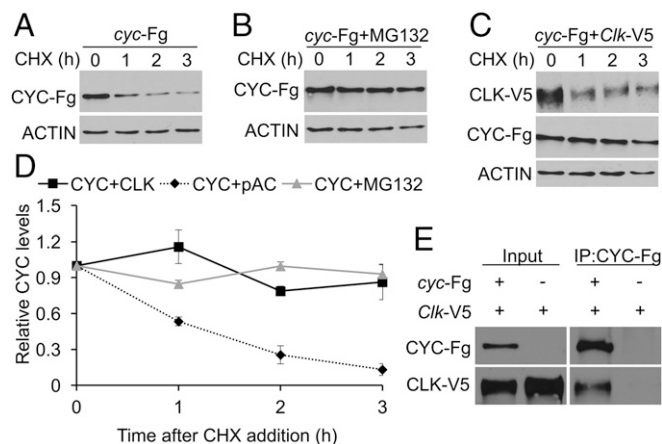 A
cyc-Fg
CHX (h) 0 1 2 3
CYC-Fg
ACTIN
B
cyc-Fg+MG132
CHX (h) 0 1 2 3
CYC-Fg
ACTIN
C
cyc-Fg+Clk-V5
CHX (h) 0 1 2 3
CLK-V5
CYC-Fg
ACTIN
D
CYC+CLK CYC+pAC CYC+MG132
Relative CYC levels
1.5
1.2
0.9
0.6
0.3
0
0 1 2 3
Time after CHX addition (h)
E
Input IP:CYC-Fg
cyc-Fg + - + -
Clk-V5 + + + +
CYC-Fg
CLK-V5